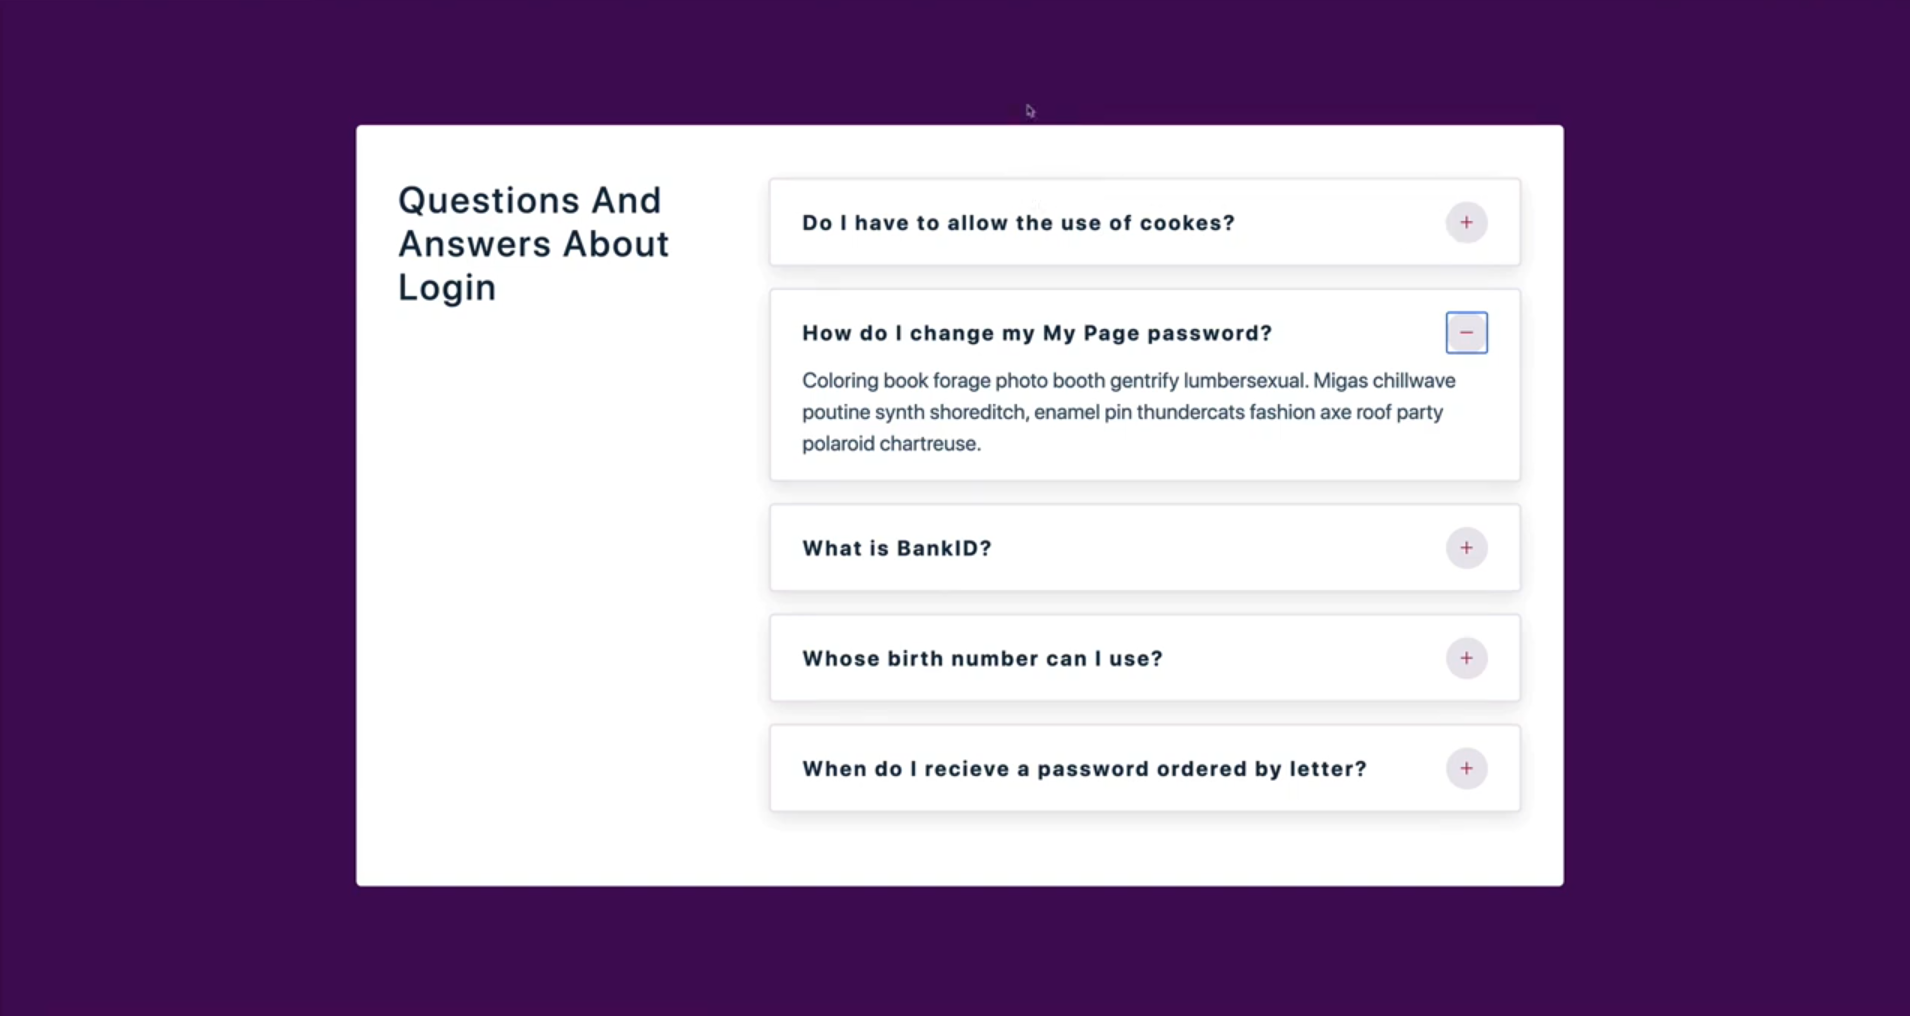 Questions And
Answers About
Login
Do I have to allow the use of cookes?
How do I change my My Page password?
Coloring book forage photo booth gentrify lumbersexual. Migas chillwave
poutine synth shoreditch, enamel pin thundercats fashion axe roof party
polaroid chartreuse.
What is BankID?
Whose birth number can I use?
When do I recieve a password ordered by letter?